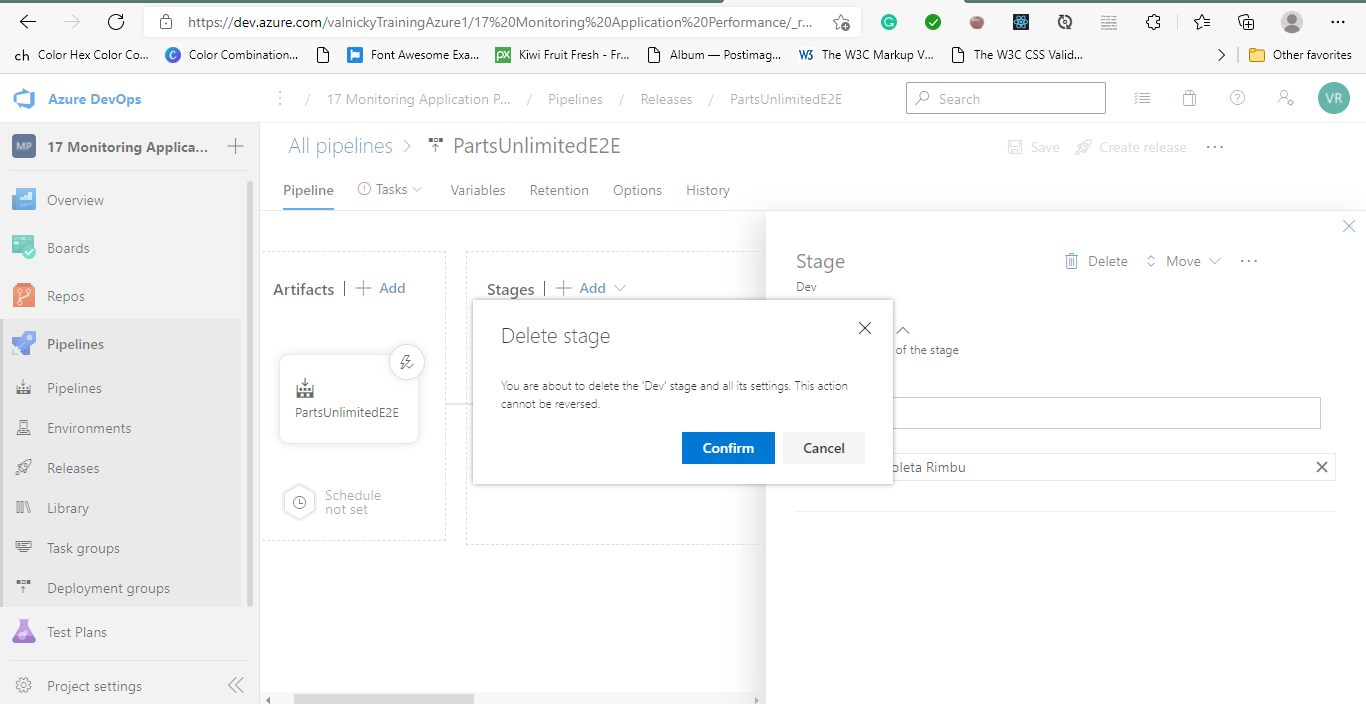 https://dev.azure.com/valnickyTrainingAzure1/17%20Monitoring%20Application%20Performance/_r...
ch Color Hex Color Co... Color Combination... Font Awesome Exa... Kiwi Fruit Fresh - Fr... Album — Postimag... The W3C Markup V... The W3C CSS Valid... Other favorites
Azure DevOps / 17 Monitoring Application P... / Pipelines / Releases / PartsUnlimitedE2E Search VR
MP 17 Monitoring Applica...
Overview
Boards
Repos
Pipelines
Pipelines
Environments
Releases
Library
Task groups
Deployment groups
Test Plans
Project settings
All pipelines > PartsUnlimitedE2E Save Create release
Pipeline Tasks Variables Retention Options History
Artifacts | + Add
PartsUnlimitedE2E
Schedule
not set
Stages | + Add
Stage Delete Move
Dev
of the stage
oleta Rimbu
Delete stage
You are about to delete the 'Dev' stage and all its settings. This action
cannot be reversed.
Confirm Cancel